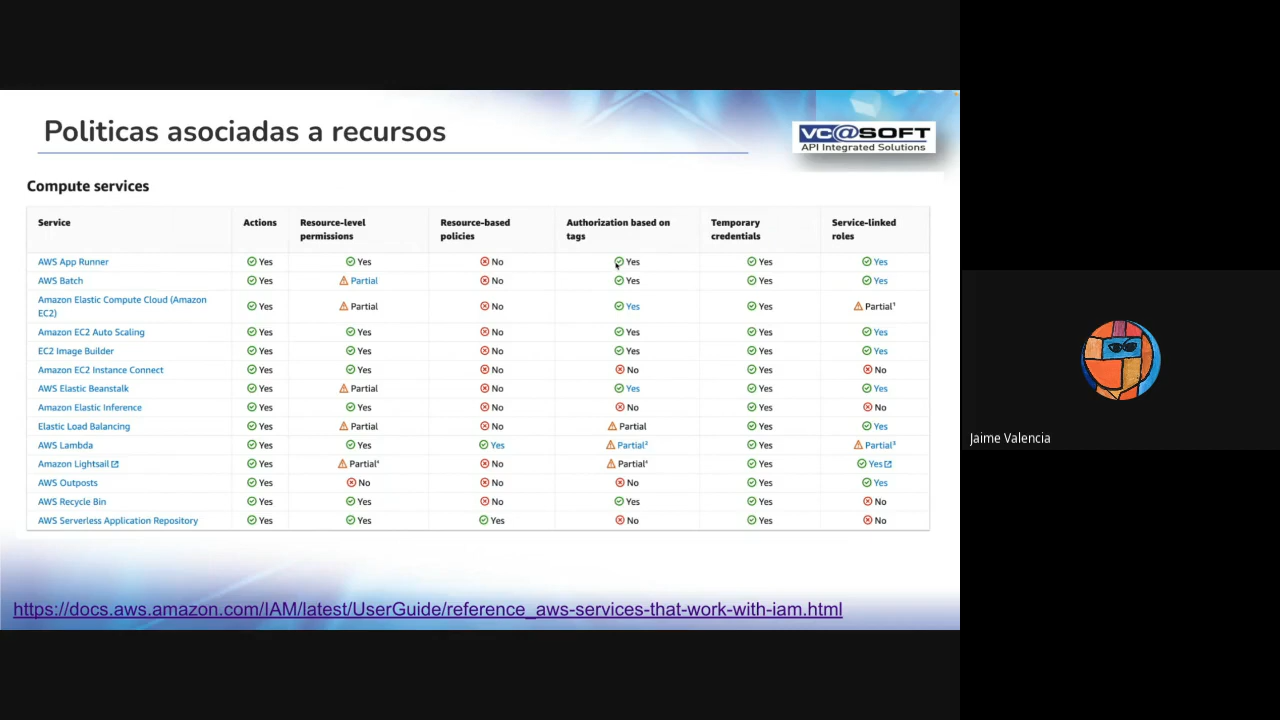 Politicas asociadas a recursos
VC@SOFT
API Integrated Solutions
Compute services
Service Actions Resource-level permissions Resource-based policies Authorization based on tags Temporary credentials Service-linked roles
AWS App Runner Yes Yes No Yes Yes Yes
AWS Batch Yes Partial No Yes Yes Yes
Amazon Elastic Compute Cloud (Amazon EC2) Yes Partial No Yes Yes Partial¹
Amazon EC2 Auto Scaling Yes Yes No Yes Yes Yes
EC2 Image Builder Yes Yes No Yes Yes Yes
Amazon EC2 Instance Connect Yes Yes No No Yes No
AWS Elastic Beanstalk Yes Partial No Yes Yes Yes
Amazon Elastic Inference Yes Yes No No Yes No
Elastic Load Balancing Yes Partial No Partial Yes Yes
AWS Lambda Yes Yes Yes Partial² Yes Partial³
Amazon Lightsail Yes Partial⁴ No Partial⁴ Yes Yes
AWS Outposts Yes No No No Yes Yes
AWS Recycle Bin Yes Yes No Yes Yes No
AWS Serverless Application Repository Yes Yes Yes No Yes No
https://docs.aws.amazon.com/IAM/latest/UserGuide/reference_aws-services-that-work-with-iam.html
Jaime Valencia